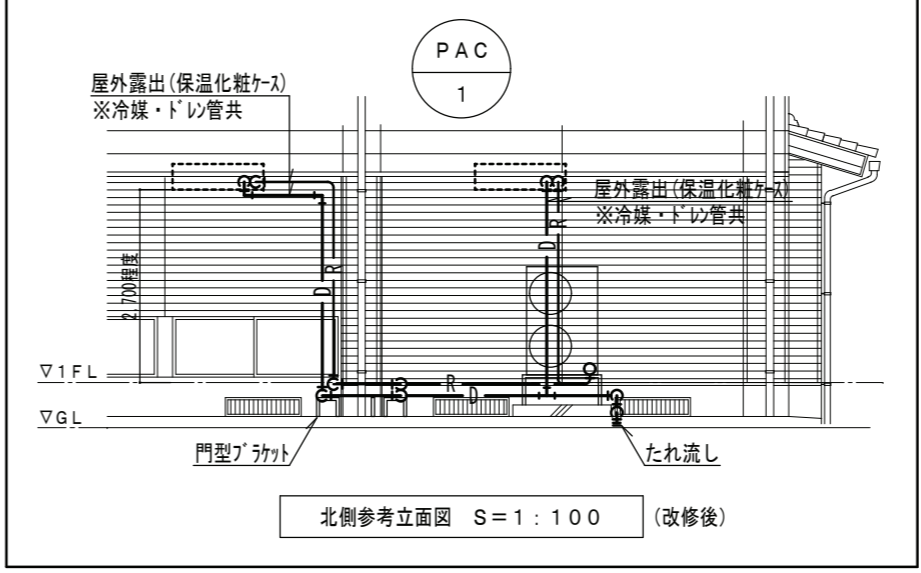 PAC
1
屋外露出(保温化粧ケース)
※冷媒・ドレン管共
屋外露出(保温化粧ケース)
※冷媒・ドレン管共
R
D
R
D
2,700程度
▽1FL
R
D
▽GL
門型ブラケット
たれ流し
北側参考立面図 S=1:100 (改修後)